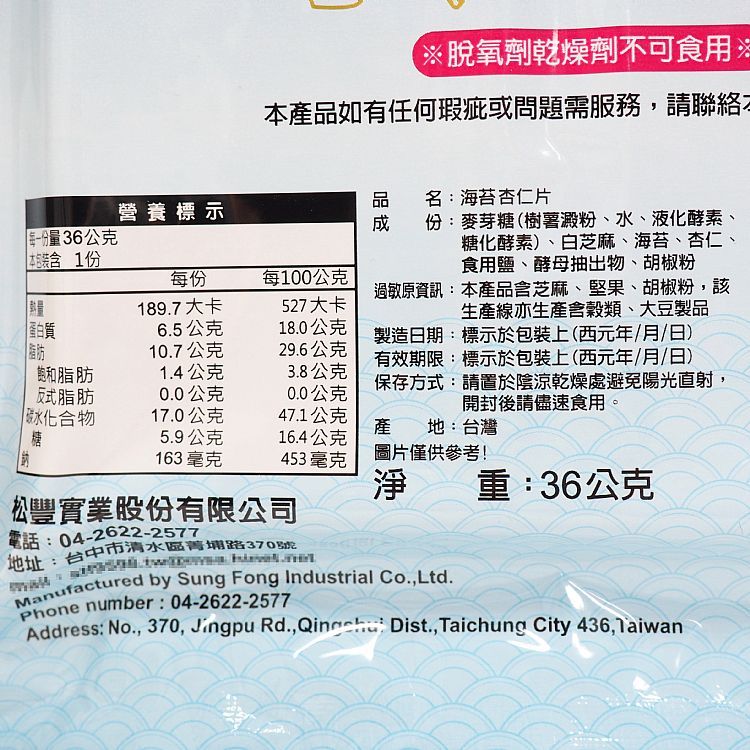 ※脫氧劑乾燥劑不可食用※
本產品如有任何瑕疵或問題需服務，請聯絡
營養標示
每一份量36公克
本包裝含 1份
每份 每100公克
熱量 189.7大卡 527大卡
蛋白質 6.5公克 18.0公克
脂肪 10.7公克 29.6公克
飽和脂肪 1.4公克 3.8公克
反式脂肪 0.0公克 0.0公克
碳水化合物 17.0公克 47.1公克
糖 5.9公克 16.4公克
鈉 163毫克 453毫克
品 名：海苔杏仁片
成 份：麥芽糖(樹署澱粉、水、液化酵素、
糖化酵素)、白芝麻、海苔、杏仁、
食用鹽、酵母抽出物、胡椒粉
過敏原資訊：本產品含芝麻、堅果、胡椒粉，該
生產線亦生產含穀類、大豆製品
製造日期：標示於包裝上(西元年/月/日)
有效期限：標示於包裝上(西元年/月/日)
保存方式：請置於陰涼乾燥處避免陽光直射，
開封後請儘速食用。
產 地：台灣
圖片僅供參考!
淨 重：36公克
松豐實業股份有限公司
電話：04-2622-2577
地址：台中市清水區菁埔路370號
Manufactured by Sung Fong Industrial Co.,Ltd.
Phone number : 04-2622-2577
Address: No., 370, Jingpu Rd.,Qingshui Dist.,Taichung City 436,Taiwan